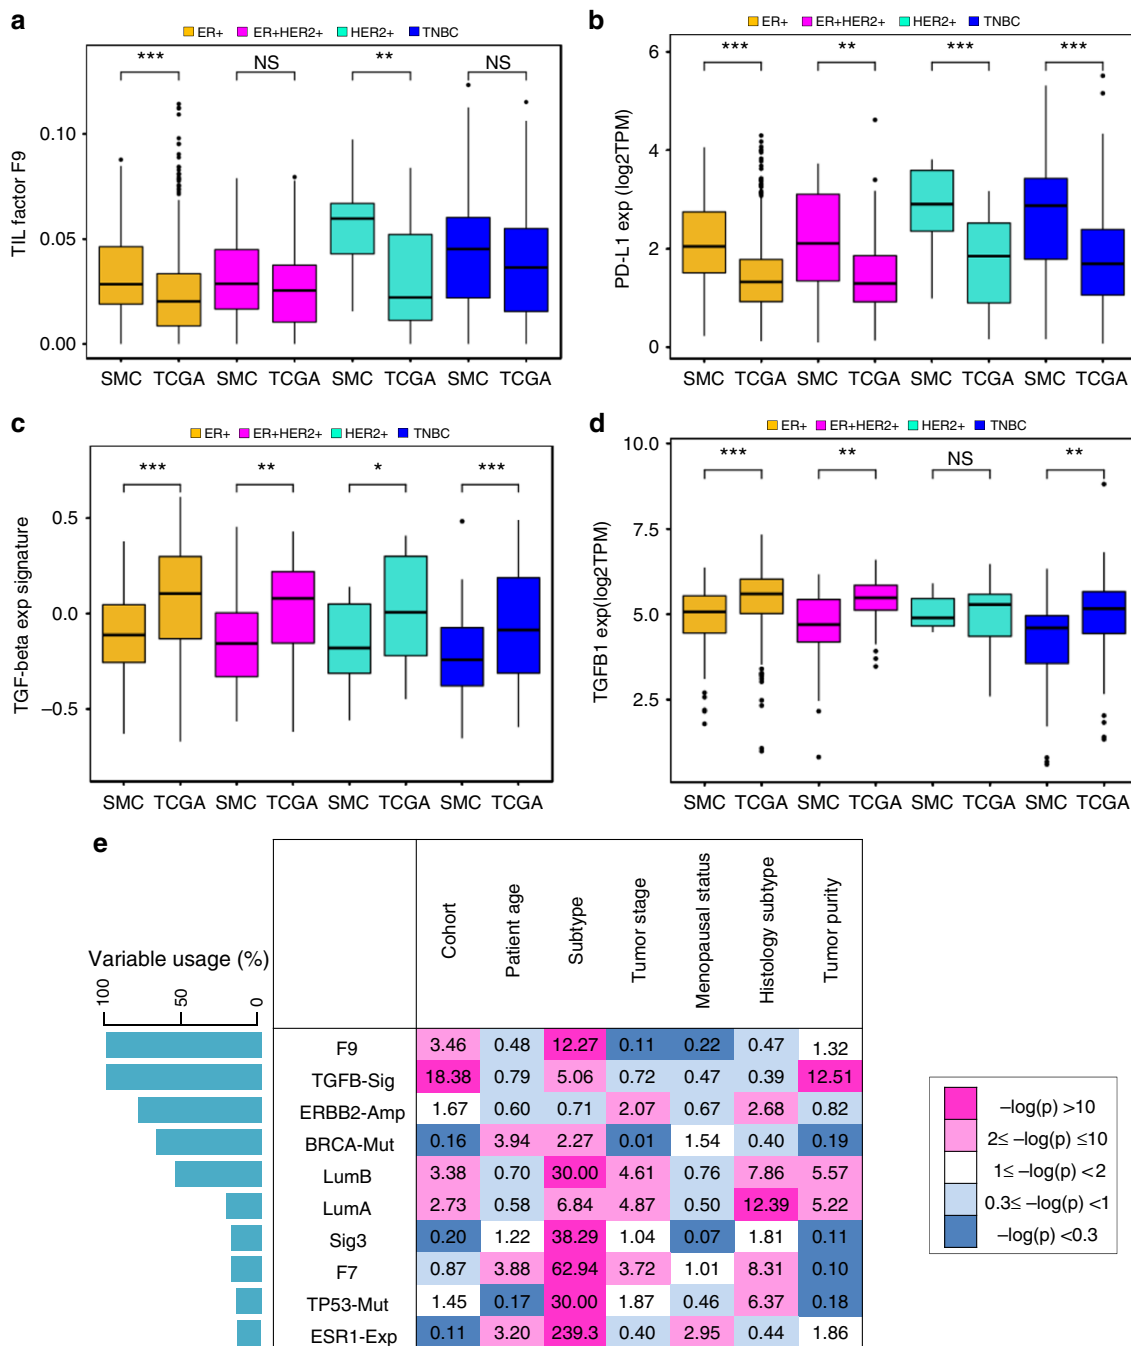 a
ER+ ER+HER2+ HER2+ TNBC
*** NS ** NS
TIL factor F9
0.10
0.05
0.00
SMC TCGA SMC TCGA SMC TCGA SMC TCGA
b
ER+ ER+HER2+ HER2+ TNBC
*** ** *** ***
PD-L1 exp (log2TPM)
6
4
2
0
SMC TCGA SMC TCGA SMC TCGA SMC TCGA
c
ER+ ER+HER2+ HER2+ TNBC
*** ** * ***
TGF-beta exp signature
0.5
0.0
−0.5
SMC TCGA SMC TCGA SMC TCGA SMC TCGA
d
ER+ ER+HER2+ HER2+ TNBC
*** ** NS **
TGFB1 exp(log2TPM)
10.0
7.5
5.0
2.5
SMC TCGA SMC TCGA SMC TCGA SMC TCGA
e
Variable usage (%)
100 50 0
Cohort Patient age Subtype Tumor stage Menopausal status Histology subtype Tumor purity
F9 3.46 0.48 12.27 0.11 0.22 0.47 1.32
TGFB-Sig 18.38 0.79 5.06 0.72 0.47 0.39 12.51
ERBB2-Amp 1.67 0.60 0.71 2.07 0.67 2.68 0.82
BRCA-Mut 0.16 3.94 2.27 0.01 1.54 0.40 0.19
LumB 3.38 0.70 30.00 4.61 0.76 7.86 5.57
LumA 2.73 0.58 6.84 4.87 0.50 12.39 5.22
Sig3 0.20 1.22 38.29 1.04 0.07 1.81 0.11
F7 0.87 3.88 62.94 3.72 1.01 8.31 0.10
TP53-Mut 1.45 0.17 30.00 1.87 0.46 6.37 0.18
ESR1-Exp 0.11 3.20 239.3 0.40 2.95 0.44 1.86
−log(p) >10
2≤ −log(p) ≤10
1≤ −log(p) <2
0.3≤ −log(p) <1
−log(p) <0.3